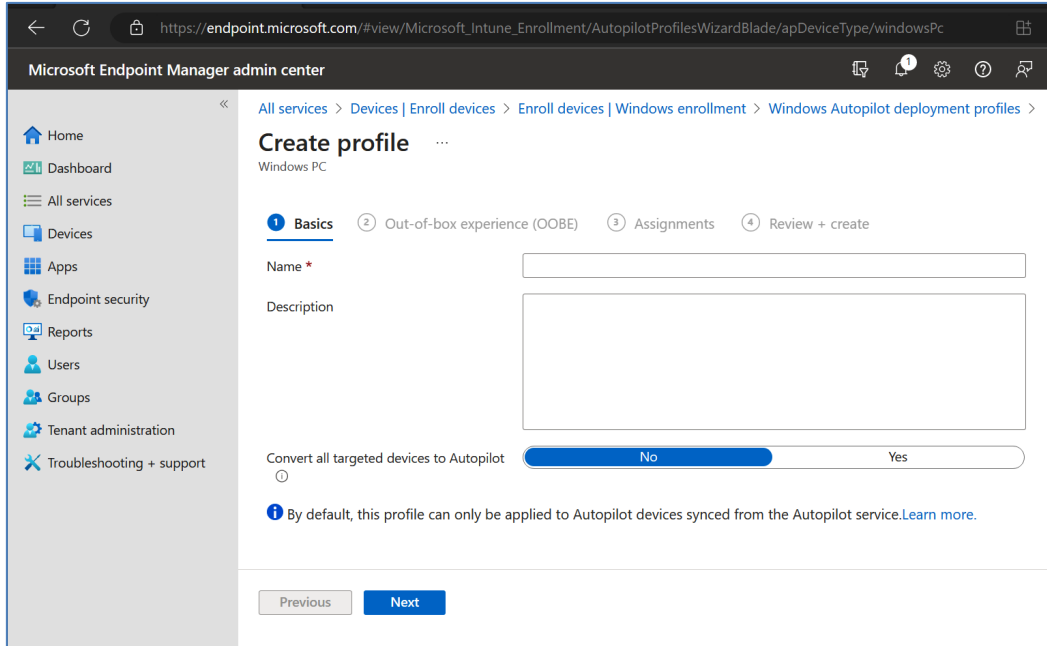 https://endpoint.microsoft.com/#view/Microsoft_Intune_Enrollment/AutopilotProfilesWizardBlade/apDeviceType/windowsPc
Microsoft Endpoint Manager admin center
1
«
All services > Devices | Enroll devices > Enroll devices | Windows enrollment > Windows Autopilot deployment profiles >
Home
Dashboard
All services
Devices
Apps
Endpoint security
Reports
Users
Groups
Tenant administration
Troubleshooting + support
Create profile ...
Windows PC
1 Basics 2 Out-of-box experience (OOBE) 3 Assignments 4 Review + create
Name *
Description
Convert all targeted devices to Autopilot No Yes
By default, this profile can only be applied to Autopilot devices synced from the Autopilot service.Learn more.
Previous Next